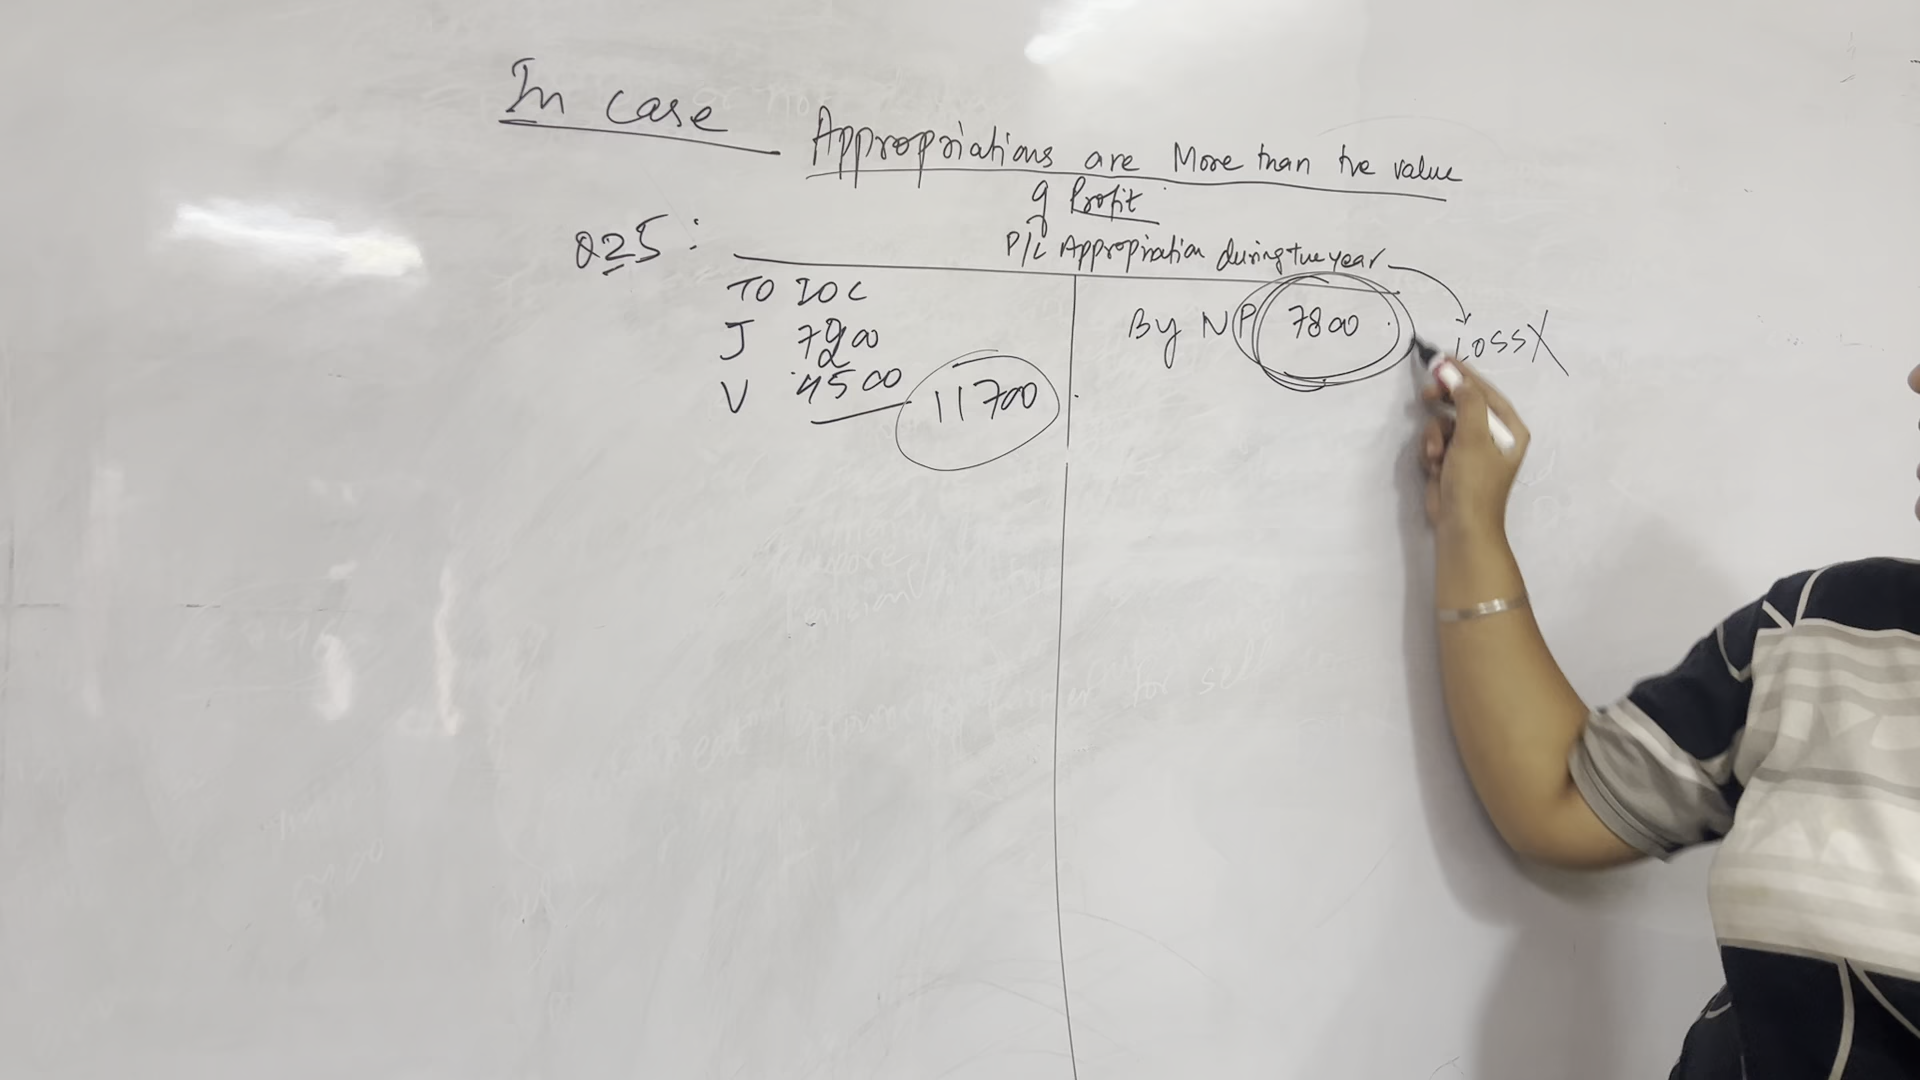 In case
Appropriations are More than the value
of Profit
Q25:
P/L Appropriation during the year
TO IOC
J 7200
V 4500
11700
By NP 7800
Loss X